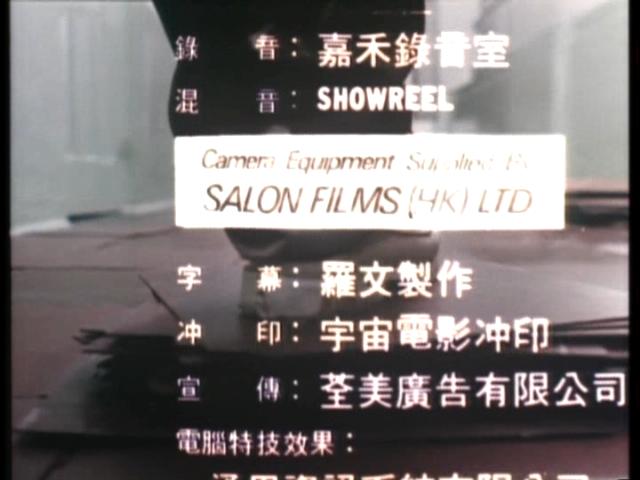 錄 音：嘉禾錄音室
混 音：SHOWREEL
Camera Equipment Supplied By
SALON FILMS (HK) LTD
字 幕：羅文製作
冲 印：宇宙電影冲印
宣 傳：荃美廣告有限公司
電腦特技效果：